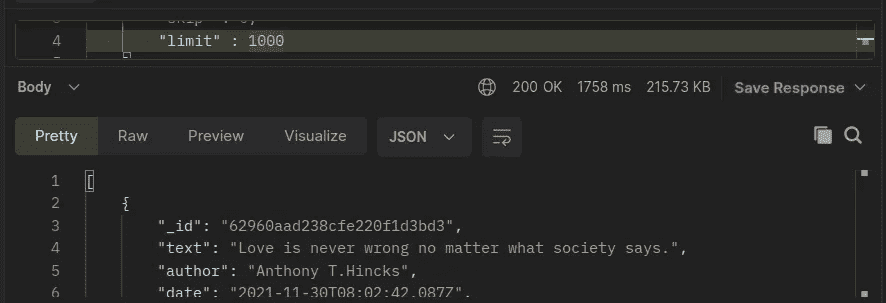 4 "limit" : 1000
Body 200 OK 1758 ms 215.73 KB Save Response
Pretty Raw Preview Visualize JSON
1 [
2 {
3 "_id": "62960aad238cfe220f1d3bd3",
4 "text": "Love is never wrong no matter what society says.",
5 "author": "Anthony T.Hincks",
6 "date": "2021-11-30T08:02:42.087Z",